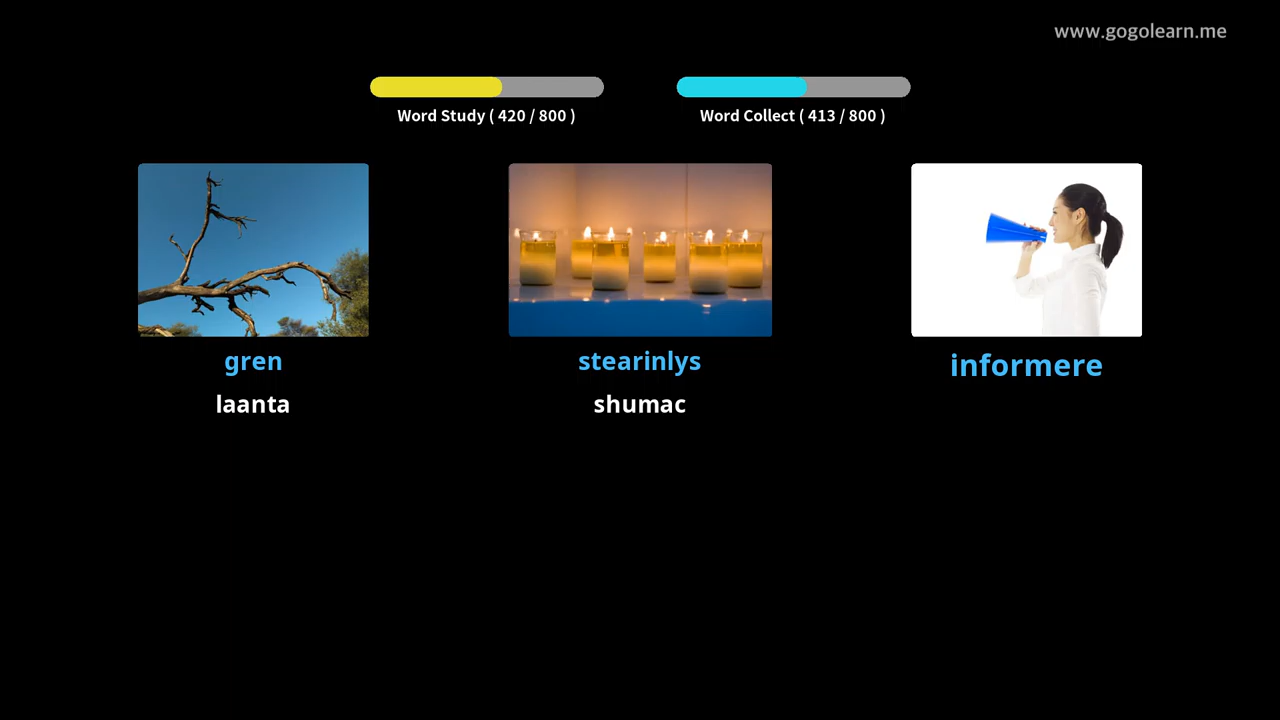 www.gogolearn.me
Word Study ( 420 / 800 )
Word Collect ( 413 / 800 )
gren
stearinlys
informere
laanta
shumac